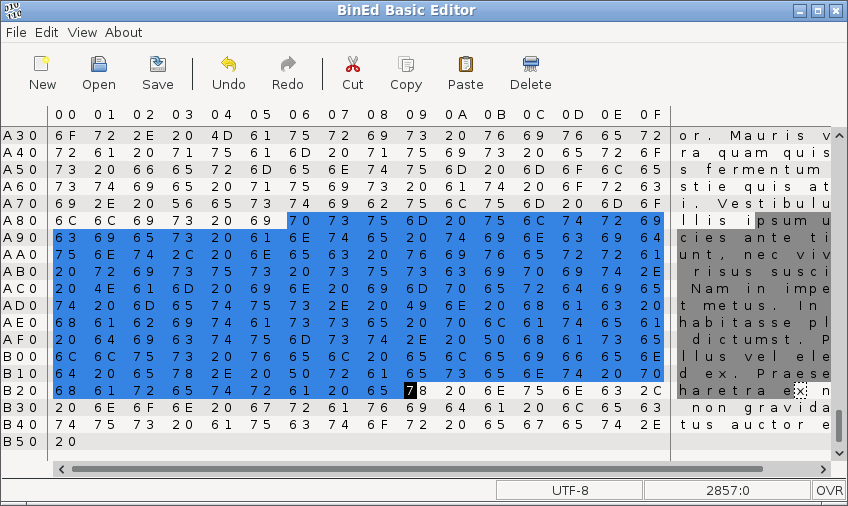 BinEd Basic Editor
File Edit View About
New Open Save Undo Redo Cut Copy Paste Delete
00 01 02 03 04 05 06 07 08 09 0A 0B 0C 0D 0E 0F
A30 6F 72 2E 20 4D 61 75 72 69 73 20 76 69 76 65 72 or. Mauris v
A40 72 61 20 71 75 61 6D 20 71 75 69 73 20 65 72 6F ra quam quis
A50 73 20 66 65 72 6D 65 6E 74 75 6D 20 6D 6F 6C 65 s fermentum
A60 73 74 69 65 20 71 75 69 73 20 61 74 20 6F 72 63 stie quis at
A70 69 2E 20 56 65 73 74 69 62 75 6C 75 6D 20 6D 6F i. Vestibulu
A80 6C 6C 69 73 20 69 70 73 75 6D 20 75 6C 74 72 69 llis ipsum u
A90 63 69 65 73 20 61 6E 74 65 20 74 69 6E 63 69 64 cies ante ti
AA0 75 6E 74 2C 20 6E 65 63 20 76 69 76 65 72 72 61 unt, nec viv
AB0 20 72 69 73 75 73 20 73 75 73 63 69 70 69 74 2E risus susci
AC0 20 4E 61 6D 20 69 6E 20 69 6D 70 65 72 64 69 65 Nam in impe
AD0 74 20 6D 65 74 75 73 2E 20 49 6E 20 68 61 63 20 t metus. In
AE0 68 61 62 69 74 61 73 73 65 20 70 6C 61 74 65 61 habitasse pl
AF0 20 64 69 63 74 75 6D 73 74 2E 20 50 68 61 73 65 dictumst. P
B00 6C 6C 75 73 20 76 65 6C 20 65 6C 65 69 66 65 6E llus vel ele
B10 64 20 65 78 2E 20 50 72 61 65 73 65 6E 74 20 70 d ex. Praese
B20 68 61 72 65 74 72 61 20 65 78 20 6E 75 6E 63 2C haretra ex n
B30 20 6E 6F 6E 20 67 72 61 76 69 64 61 20 6C 65 63 non gravida
B40 74 75 73 20 61 75 63 74 6F 72 20 65 67 65 74 2E tus auctor e
B50 20
UTF-8 2857:0 OVR